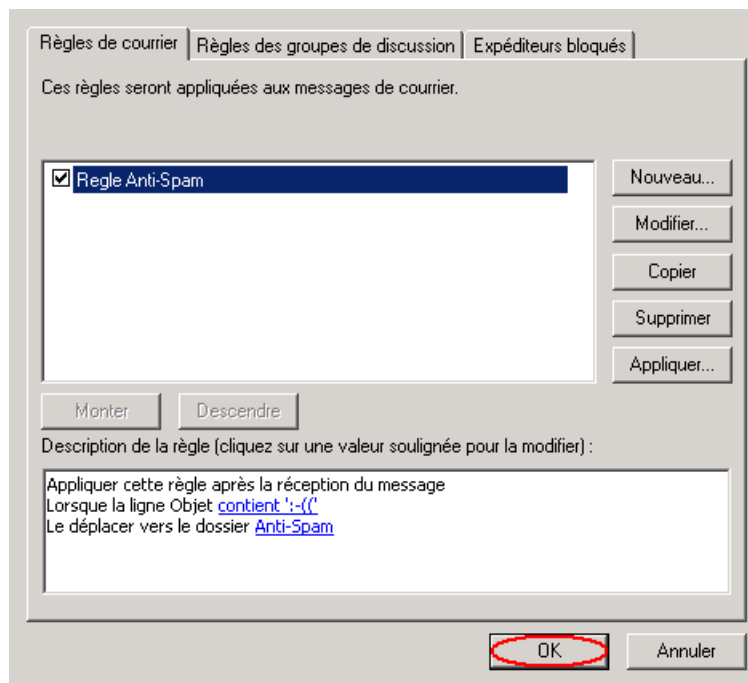 Règles de courrier Règles des groupes de discussion Expéditeurs bloqués
Ces règles seront appliquées aux messages de courrier.
Regle Anti-Spam
Nouveau...
Modifier...
Copier
Supprimer
Appliquer...
Monter Descendre
Description de la règle (cliquez sur une valeur soulignée pour la modifier) :
Appliquer cette règle après la réception du message
Lorsque la ligne Objet contient ':-(('
Le déplacer vers le dossier Anti-Spam
OK Annuler